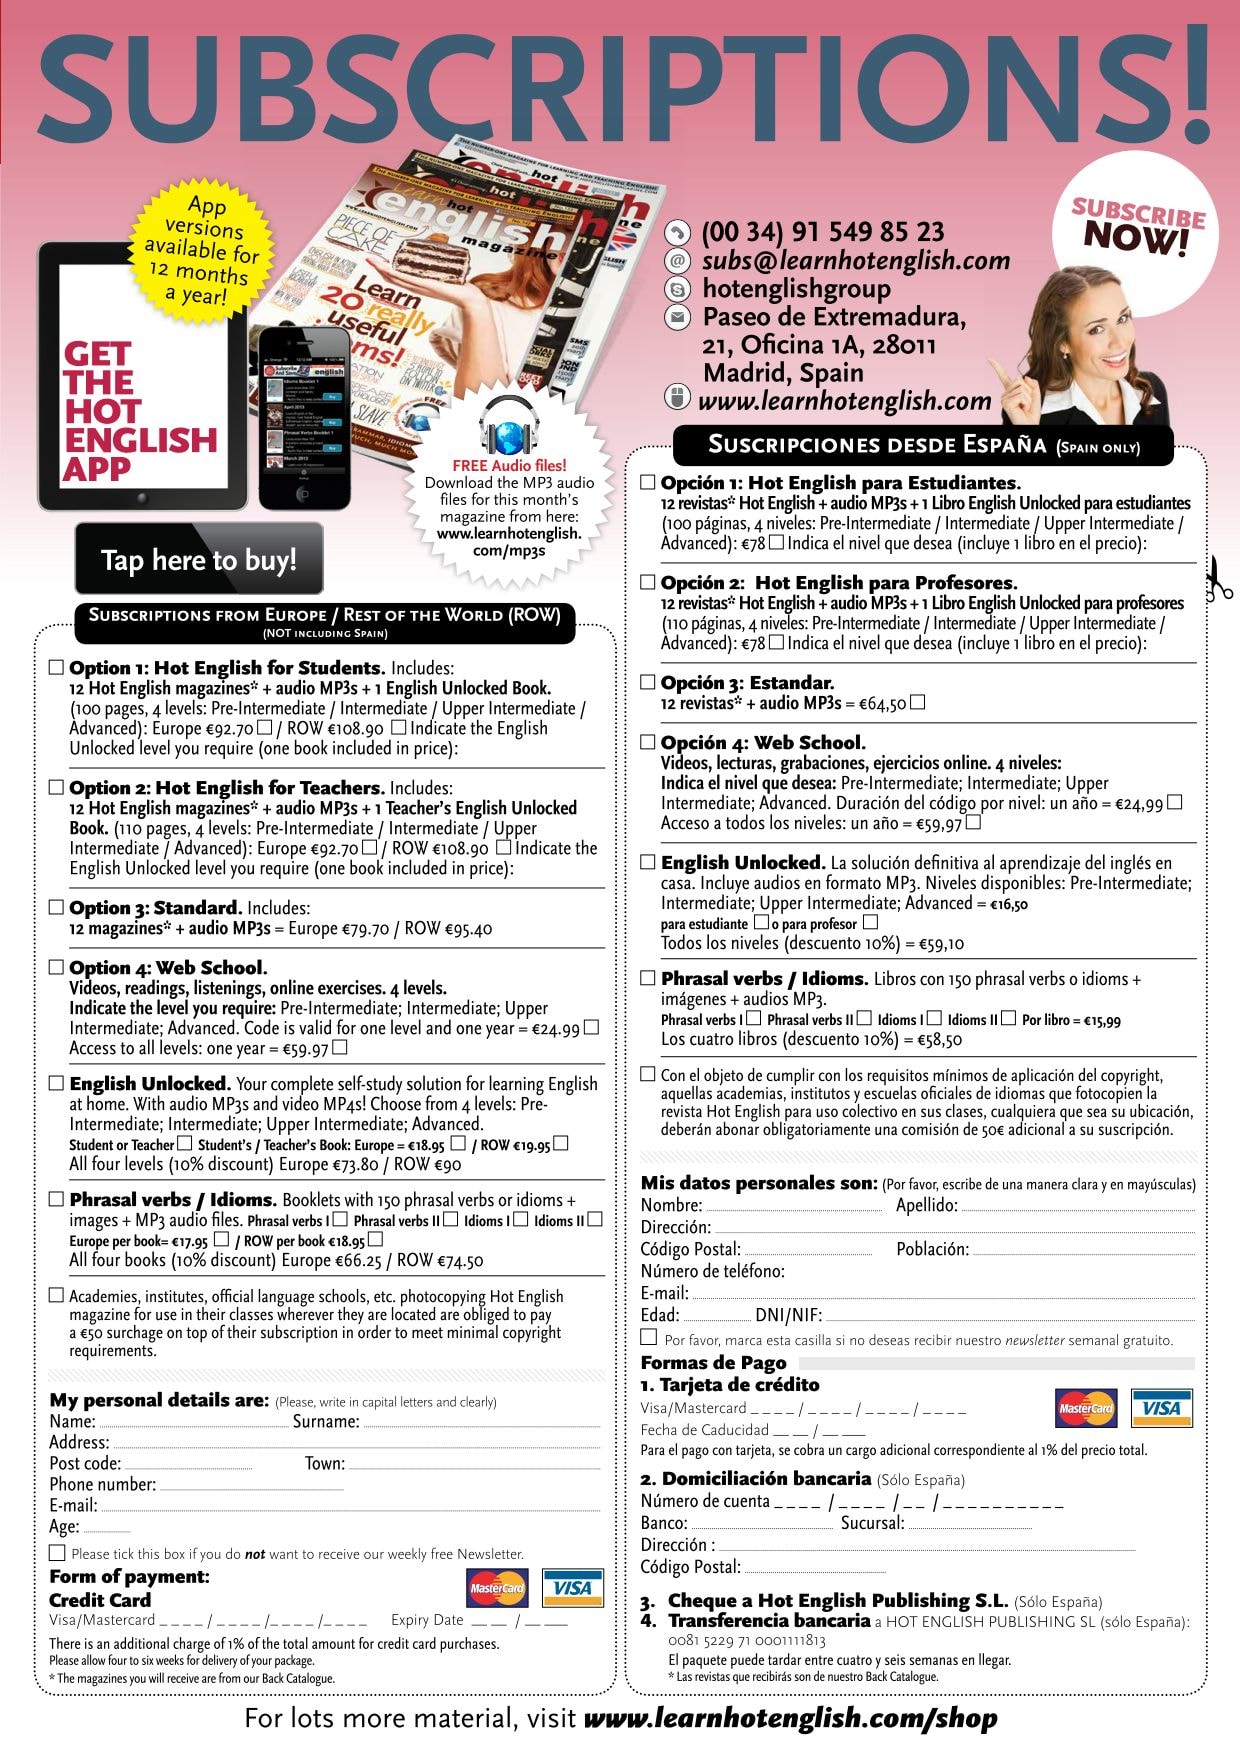 SUBSCRIPTIONS!
App
versions
available for
12 months
a year!
GET
THE
HOT
ENGLISH
APP
Tap here to buy!
THE NUMBER-ONE MAGAZINE FOR LEARNING AND TEACHING ENGLISH!
Learn
hot
english
magazine
PIECE OF
CAKE
Learn
20 really
useful
FREE Audio files!
Download the MP3 audio
files for this month's
magazine from here:
www.learnhotenglish.
com/mp3s
(00 34) 91 549 85 23
subs@learnhotenglish.com
hotenglishgroup
Paseo de Extremadura,
21, Oficina 1A, 28011
Madrid, Spain
www.learnhotenglish.com
SUBSCRIBE
NOW!
Subscriptions from Europe / Rest of the World (ROW)
(NOT including Spain)
Option 1: Hot English for Students. Includes:
12 Hot English magazines* + audio MP3s + 1 English Unlocked Book.
(100 pages, 4 levels: Pre-Intermediate / Intermediate / Upper Intermediate /
Advanced): Europe €92.70 / ROW €108.90 Indicate the English
Unlocked level you require (one book included in price):
Option 2: Hot English for Teachers. Includes:
12 Hot English magazines* + audio MP3s + 1 Teacher's English Unlocked
Book. (110 pages, 4 levels: Pre-Intermediate / Intermediate / Upper
Intermediate / Advanced): Europe €92.70 / ROW €108.90 Indicate the
English Unlocked level you require (one book included in price):
Option 3: Standard. Includes:
12 magazines* + audio MP3s = Europe €79.70 / ROW €95.40
Option 4: Web School.
Videos, readings, listenings, online exercises. 4 levels.
Indicate the level you require: Pre-Intermediate; Intermediate; Upper
Intermediate; Advanced. Code is valid for one level and one year = €24.99
Access to all levels: one year = €59.97
English Unlocked. Your complete self-study solution for learning English
at home. With audio MP3s and video MP4s! Choose from 4 levels: Pre-
Intermediate; Intermediate; Upper Intermediate; Advanced.
Student or Teacher Student's / Teacher's Book: Europe = €18.95 / ROW €19.95
All four levels (10% discount) Europe €73.80 / ROW €90
Phrasal verbs / Idioms. Booklets with 150 phrasal verbs or idioms +
images + MP3 audio files. Phrasal verbs I Phrasal verbs II Idioms I Idioms II
Europe per book= €17.95 / ROW per book €18.95
All four books (10% discount) Europe €66.25 / ROW €74.50
Academies, institutes, official language schools, etc. photocopying Hot English
magazine for use in their classes wherever they are located are obliged to pay
a €50 surchage on top of their subscription in order to meet minimal copyright
requirements.
My personal details are: (Please, write in capital letters and clearly)
Name: Surname:
Address:
Post code: Town:
Phone number:
E-mail:
Age:
Please tick this box if you do not want to receive our weekly free Newsletter.
Form of payment:
Credit Card
MasterCard VISA
Visa/Mastercard _ _ _ _ / _ _ _ _ /_ _ _ _ /_ _ _ _ Expiry Date __ __ / __ __
There is an additional charge of 1% of the total amount for credit card purchases.
Please allow four to six weeks for delivery of your package.
* The magazines you will receive are from our Back Catalogue.
Suscripciones desde España (Spain only)
Opción 1: Hot English para Estudiantes.
12 revistas* Hot English + audio MP3s + 1 Libro English Unlocked para estudiantes
(100 páginas, 4 niveles: Pre-Intermediate / Intermediate / Upper Intermediate /
Advanced): €78 Indica el nivel que desea (incluye 1 libro en el precio):
Opción 2: Hot English para Profesores.
12 revistas* Hot English + audio MP3s + 1 Libro English Unlocked para profesores
(110 páginas, 4 niveles: Pre-Intermediate / Intermediate / Upper Intermediate /
Advanced): €78 Indica el nivel que desea (incluye 1 libro en el precio):
Opción 3: Estandar.
12 revistas* + audio MP3s = €64,50
Opción 4: Web School.
Videos, lecturas, grabaciones, ejercicios online. 4 niveles:
Indica el nivel que desea: Pre-Intermediate; Intermediate; Upper
Intermediate; Advanced. Duración del código por nivel: un año = €24,99
Acceso a todos los niveles: un año = €59,97
English Unlocked. La solución definitiva al aprendizaje del inglés en
casa. Incluye audios en formato MP3. Niveles disponibles: Pre-Intermediate;
Intermediate; Upper Intermediate; Advanced = €16,50
para estudiante o para profesor
Todos los niveles (descuento 10%) = €59,10
Phrasal verbs / Idioms. Libros con 150 phrasal verbs o idioms +
imágenes + audios MP3.
Phrasal verbs I Phrasal verbs II Idioms I Idioms II Por libro = €15,99
Los cuatro libros (descuento 10%) = €58,50
Con el objeto de cumplir con los requisitos mínimos de aplicación del copyright,
aquellas academias, institutos y escuelas oficiales de idiomas que fotocopien la
revista Hot English para uso colectivo en sus clases, cualquiera que sea su ubicación,
deberán abonar obligatoriamente una comisión de 50€ adicional a su suscripción.
Mis datos personales son: (Por favor, escribe de una manera clara y en mayúsculas)
Nombre: Apellido:
Dirección:
Código Postal: Población:
Número de teléfono:
E-mail:
Edad: DNI/NIF:
Por favor, marca esta casilla si no deseas recibir nuestro newsletter semanal gratuito.
Formas de Pago
1. Tarjeta de crédito
MasterCard VISA
Visa/Mastercard _ _ _ _ / _ _ _ _ / _ _ _ _ / _ _ _ _
Fecha de Caducidad __ __ / __ ___
Para el pago con tarjeta, se cobra un cargo adicional correspondiente al 1% del precio total.
2. Domiciliación bancaria (Sólo España)
Número de cuenta _ _ _ _ / _ _ _ _ / _ _ / _ _ _ _ _ _ _ _ _ _
Banco: Sucursal:
Dirección :
Código Postal:
3. Cheque a Hot English Publishing S.L. (Sólo España)
4. Transferencia bancaria a HOT ENGLISH PUBLISHING SL (sólo España):
0081 5229 71 0001111813
El paquete puede tardar entre cuatro y seis semanas en llegar.
* Las revistas que recibirás son de nuestro Back Catalogue.
For lots more material, visit www.learnhotenglish.com/shop